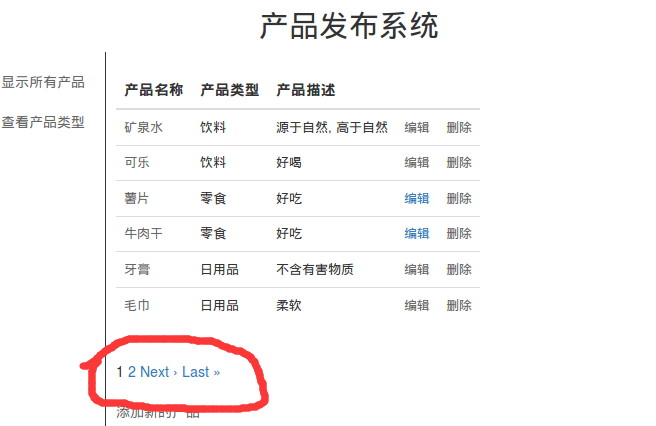 产品发布系统
显示所有产品
查看产品类型
产品名称 产品类型 产品描述
矿泉水 饮料 源于自然, 高于自然 编辑 删除
可乐 饮料 好喝 编辑 删除
薯片 零食 好吃 编辑 删除
牛肉干 零食 好吃 编辑 删除
牙膏 日用品 不含有害物质 编辑 删除
毛巾 日用品 柔软 编辑 删除
1 2 Next › Last »
添加新的产品